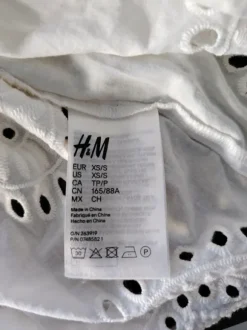 H&M
EUR XS/S
US XS/S
CA TP/P
CN 165/88A
MX CH
Made in China
Fabriqué en Chine
Hecho en China